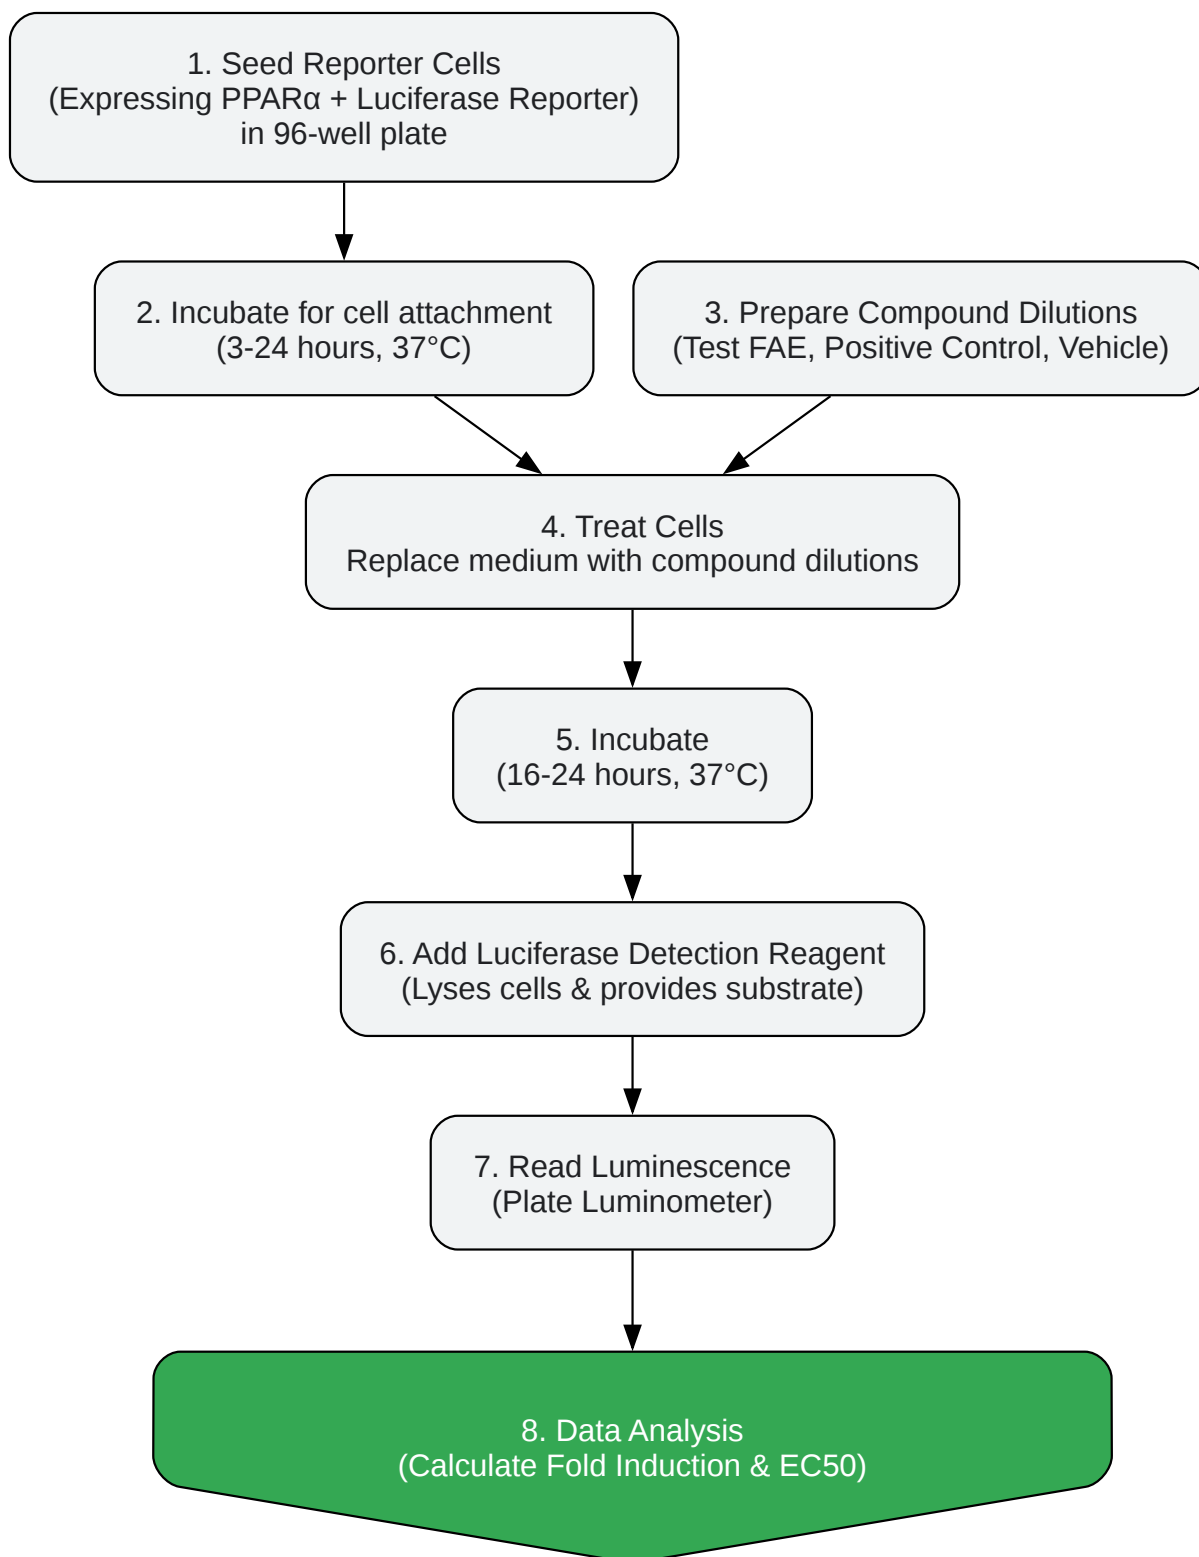 1. Seed Reporter Cells
(Expressing PPARα + Luciferase Reporter)
in 96-well plate
2. Incubate for cell attachment
(3-24 hours, 37°C)
3. Prepare Compound Dilutions
(Test FAE, Positive Control, Vehicle)
4. Treat Cells
Replace medium with compound dilutions
5. Incubate
(16-24 hours, 37°C)
6. Add Luciferase Detection Reagent
(Lyses cells & provides substrate)
7. Read Luminescence
(Plate Luminometer)
8. Data Analysis
(Calculate Fold Induction & EC50)